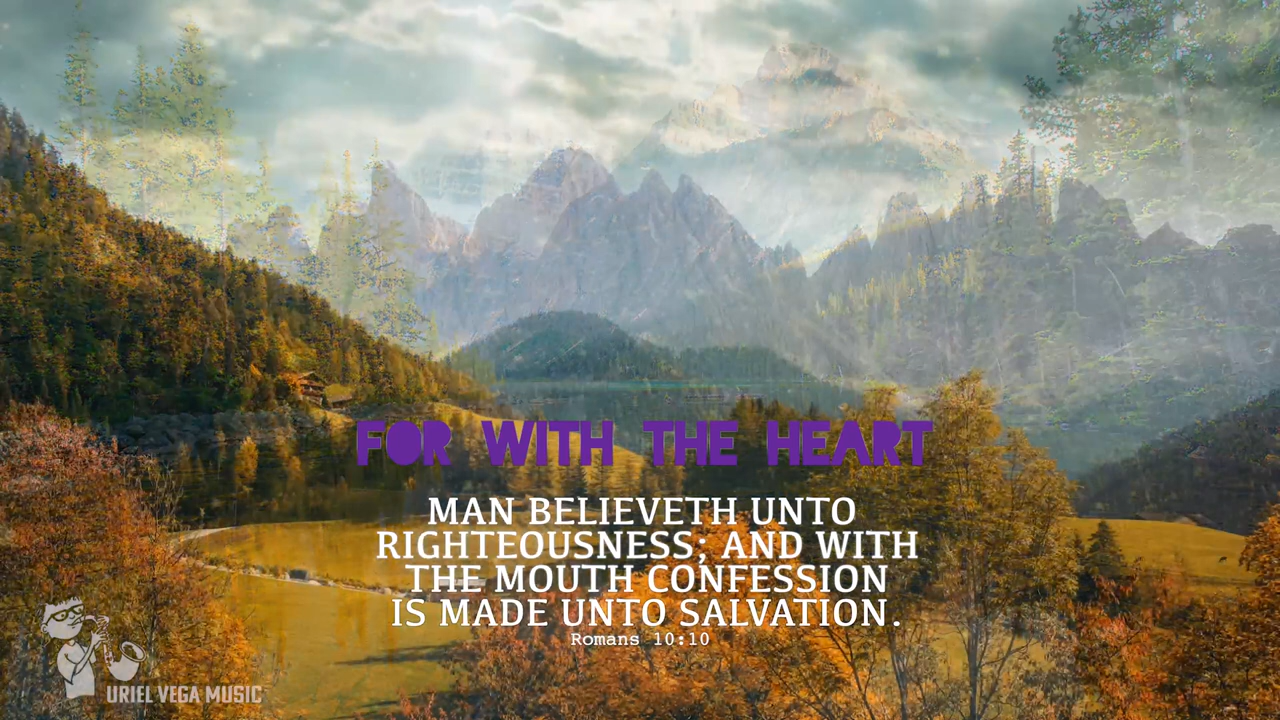 FOR WITH THE HEART
MAN BELIEVETH UNTO
RIGHTEOUSNESS; AND WITH
THE MOUTH CONFESSION
IS MADE UNTO SALVATION.
Romans 10:10
URIEL VEGA MUSIC